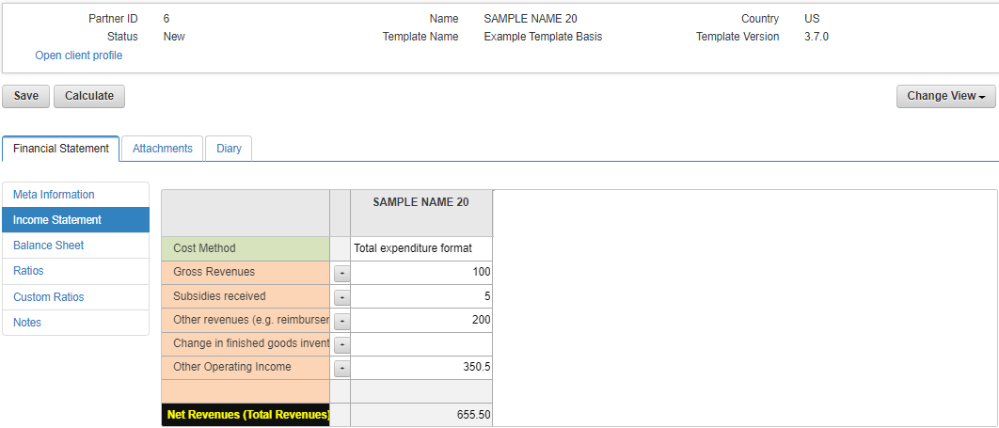 Partner ID 6 Name SAMPLE NAME 20 Country US
Status New Template Name Example Template Basis Template Version 3.7.0
Open client profile
Save Calculate Change View
Financial Statement Attachments Diary
Meta Information
Income Statement
Balance Sheet
Ratios
Custom Ratios
Notes
SAMPLE NAME 20
Cost Method Total expenditure format
Gross Revenues + 100
Subsidies received + 5
Other revenues (e.g. reimburser + 200
Change in finished goods invent +
Other Operating Income + 350.5
Net Revenues (Total Revenues) 655.50